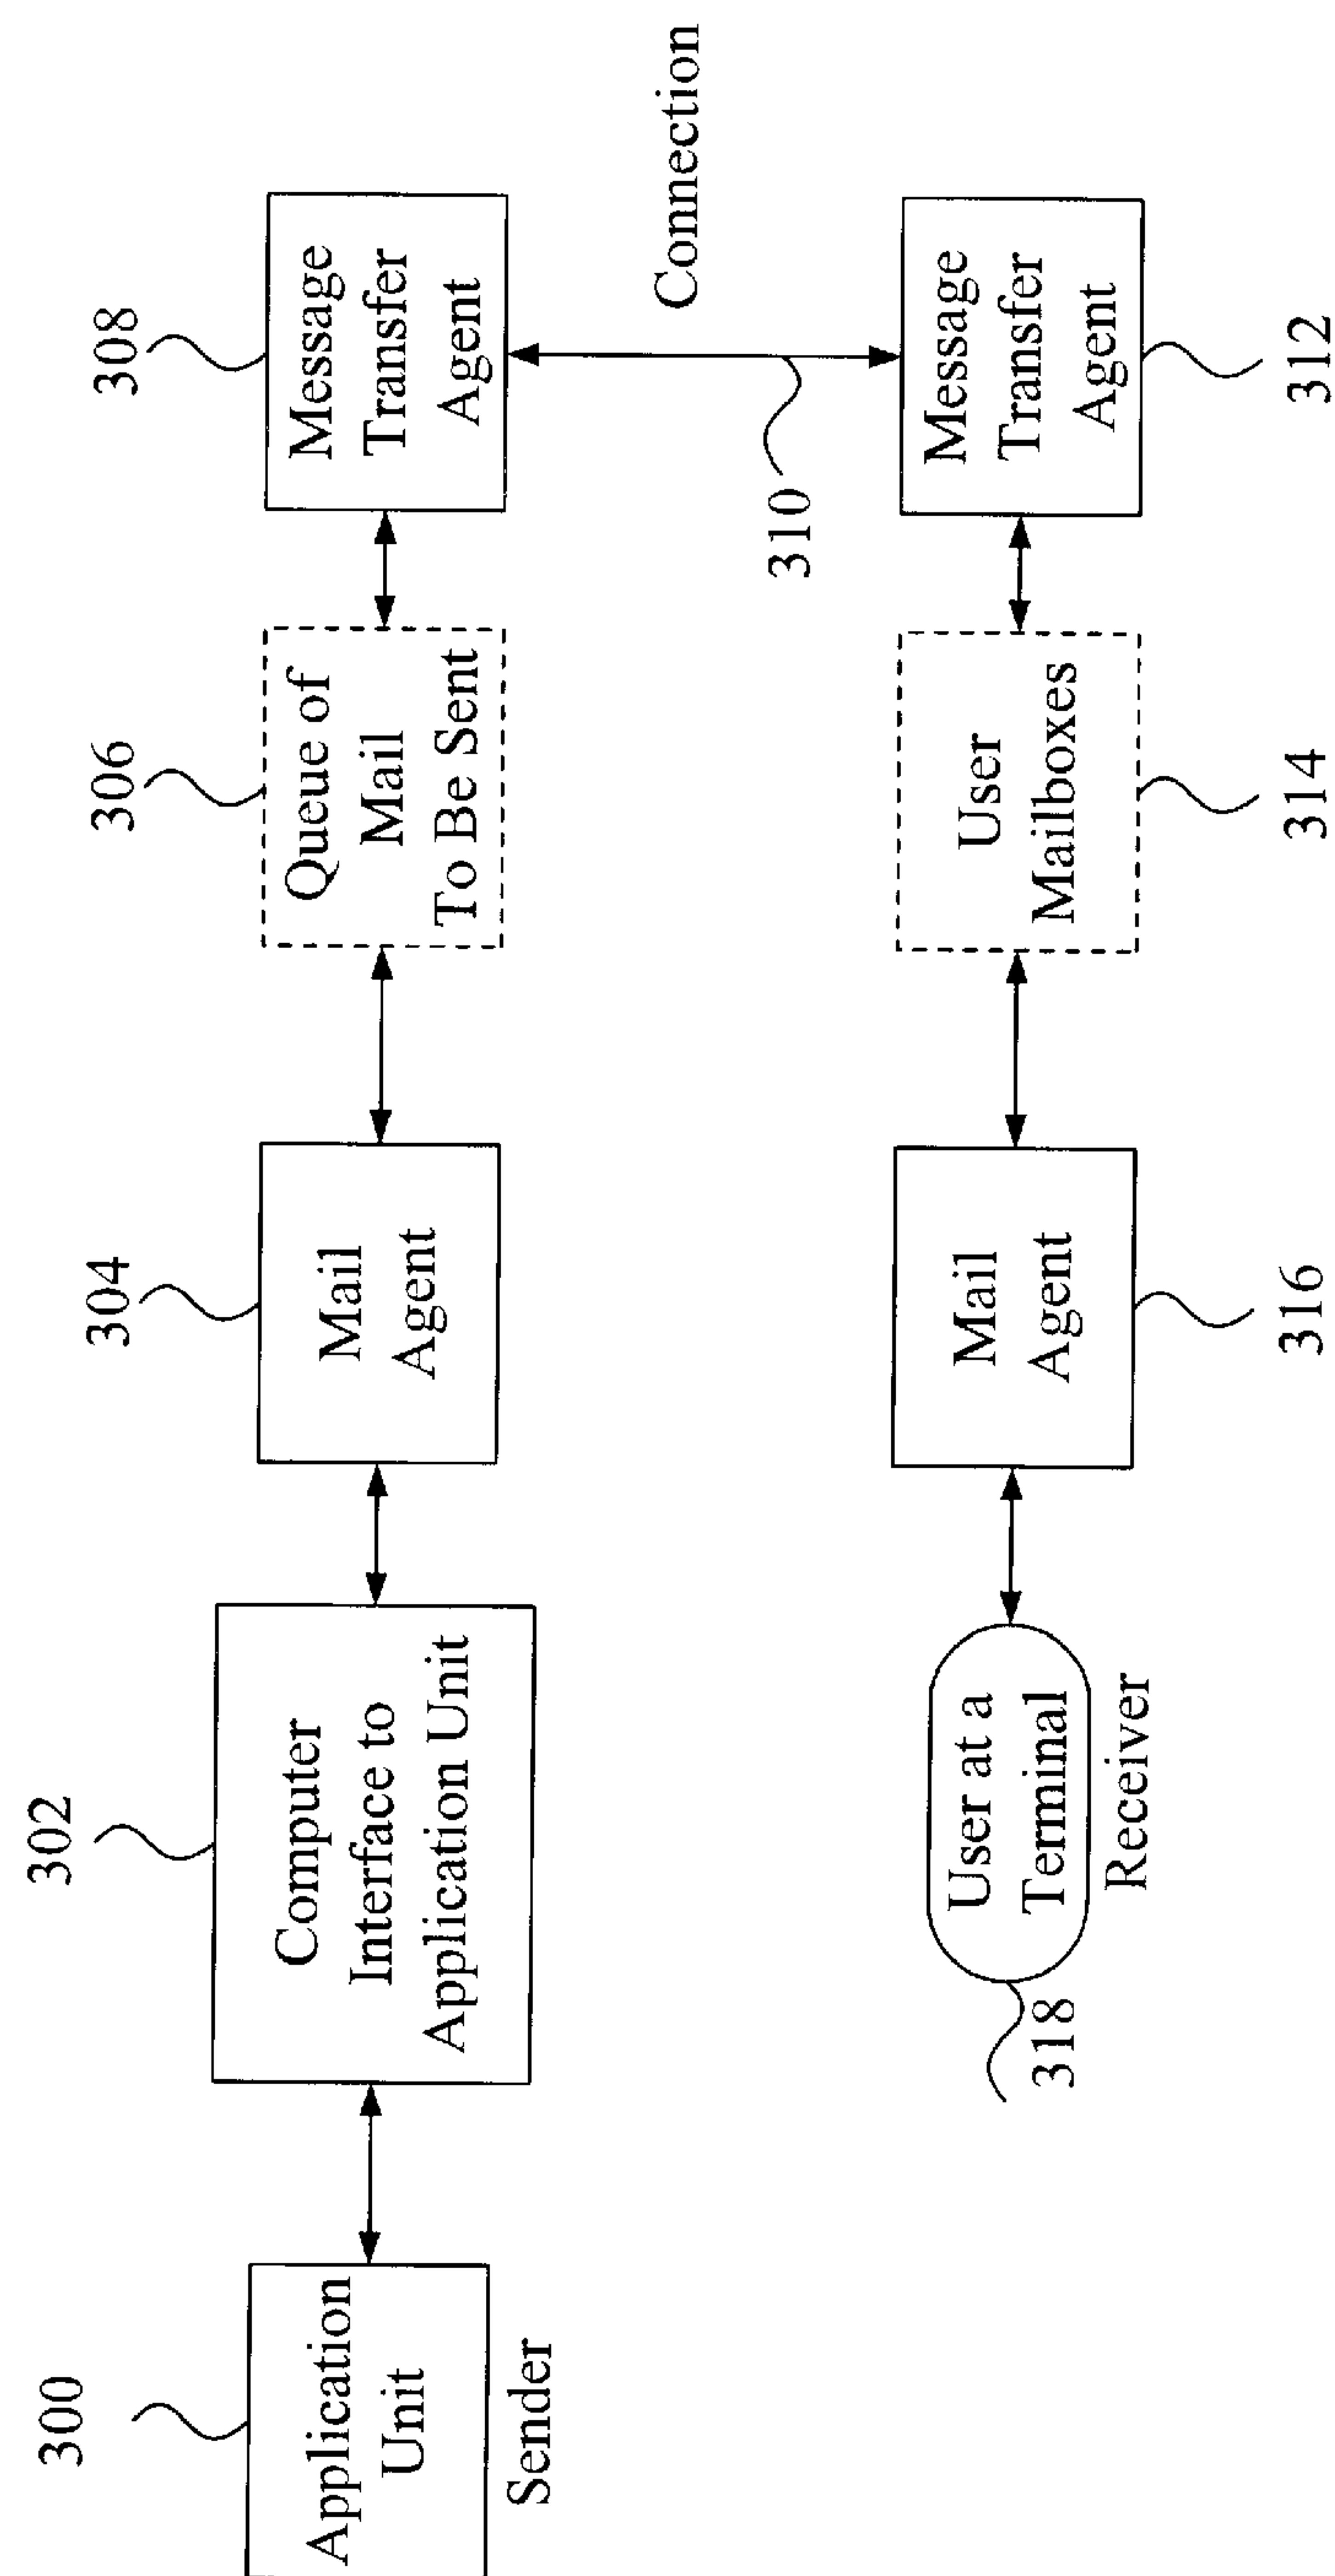 300
Application
Unit
Sender
302
Computer
Interface to
Application Unit
304
Mail
Agent
306
Queue of
Mail
To Be Sent
308
Message
Transfer
Agent
310
Connection
312
Message
Transfer
Agent
314
User
Mailboxes
316
Mail
Agent
318
User at a
Terminal
Receiver